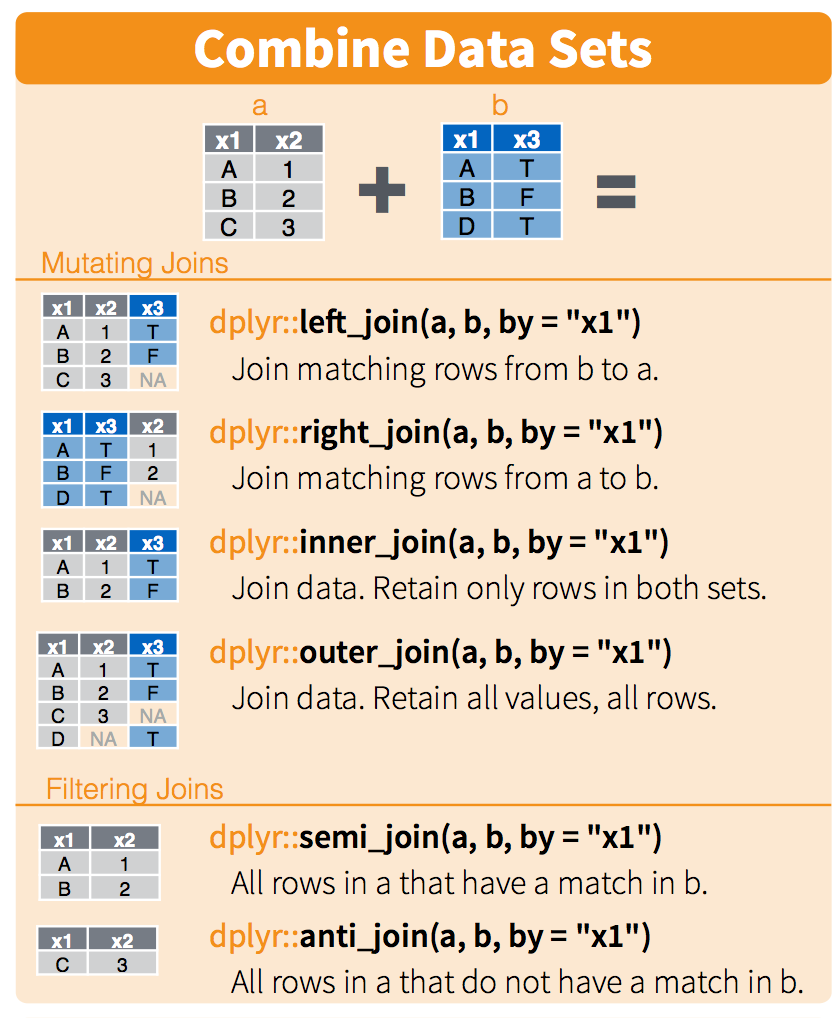 Combine Data Sets
a b
x1 x2 x1 x3
A 1 A T
B 2 B F
C 3 D T
Mutating Joins
x1 x2 x3
A 1 T
B 2 F
C 3 NA
dplyr::left_join(a, b, by = "x1")
Join matching rows from b to a.
x1 x3 x2
A T 1
B F 2
D T NA
dplyr::right_join(a, b, by = "x1")
Join matching rows from a to b.
x1 x2 x3
A 1 T
B 2 F
dplyr::inner_join(a, b, by = "x1")
Join data. Retain only rows in both sets.
x1 x2 x3
A 1 T
B 2 F
C 3 NA
D NA T
dplyr::outer_join(a, b, by = "x1")
Join data. Retain all values, all rows.
Filtering Joins
x1 x2
A 1
B 2
dplyr::semi_join(a, b, by = "x1")
All rows in a that have a match in b.
x1 x2
C 3
dplyr::anti_join(a, b, by = "x1")
All rows in a that do not have a match in b.